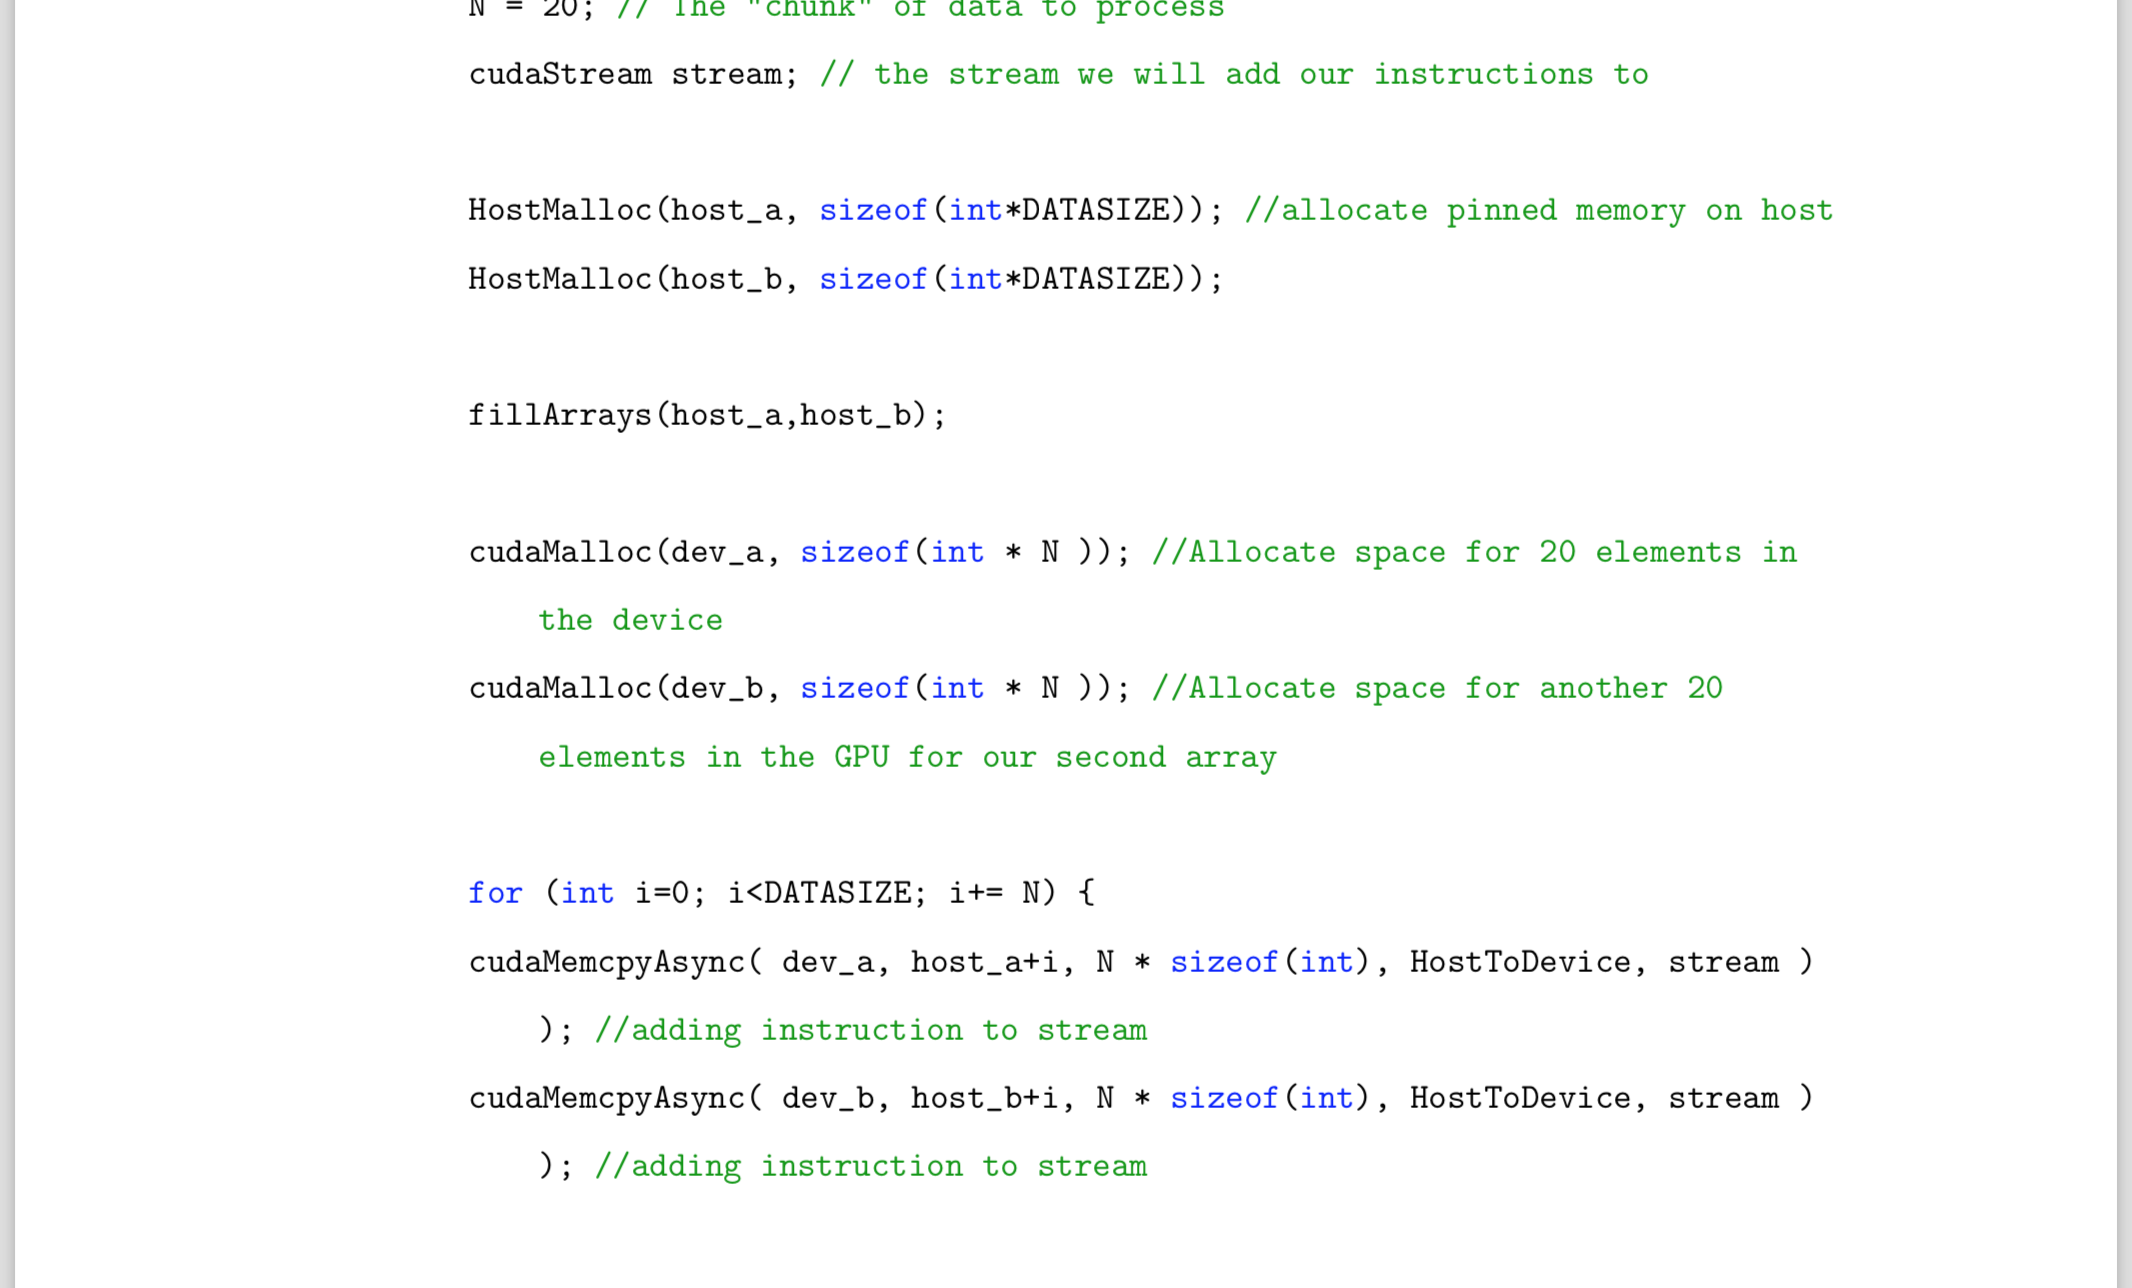 N = 20; // The "chunk" of data to process
cudaStream stream; // the stream we will add our instructions to
HostMalloc(host_a, sizeof(int*DATASIZE)); //allocate pinned memory on host
HostMalloc(host_b, sizeof(int*DATASIZE));
fillArrays(host_a,host_b);
cudaMalloc(dev_a, sizeof(int * N )); //Allocate space for 20 elements in
the device
cudaMalloc(dev_b, sizeof(int * N )); //Allocate space for another 20
elements in the GPU for our second array
for (int i=0; i<DATASIZE; i+= N) {
cudaMemcpyAsync( dev_a, host_a+i, N * sizeof(int), HostToDevice, stream )
); //adding instruction to stream
cudaMemcpyAsync( dev_b, host_b+i, N * sizeof(int), HostToDevice, stream )
); //adding instruction to stream